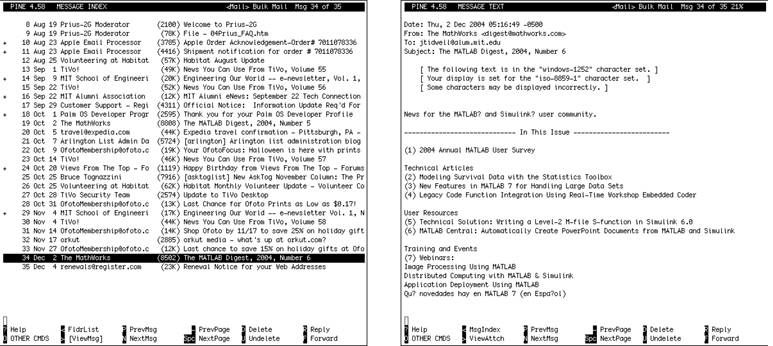 PINE 4.58   MESSAGE INDEX   <Mail> Bulk Mail  Msg 34 of 35
8 Aug 19 Prius-2G Moderator (2100) Welcome to Prius-2G
9 Aug 19 Prius-2G Moderator (78K) File - 04Prius_FAQ.htm
+ 10 Aug 23 Apple Email Processor (3785) Apple Order Acknowledgement-Order# 7011078336
+ 11 Aug 23 Apple Email Processor (4416) Shipment notification for order # 7011078336
12 Aug 25 Volunteering at Habitat (57K) Habitat August Update
13 Sep 1 TiVo! (49K) News You Can Use From TiVo, Volume 55
+ 14 Sep 9 MIT School of Engineeri (20K) Engineering Our World -- e-newsletter, Vol. 1,
15 Sep 22 TiVo! (52K) News You Can Use From TiVo, Volume 56
+ 16 Sep 22 MIT Alumni Association (12K) MIT Alumni eNews: September 22 Tech Connection
17 Sep 29 Customer Support - Regi (4311) Official Notice:  Information Update Req'd For
+ 18 Oct 1 Palm OS Developer Progr (2595) Thank you for your Palm OS Developer Profile
19 Oct 2 The MathWorks (8808) The MATLAB Digest, 2004, Number 5
20 Oct 5 travel@expedia.com (44K) Expedia travel confirmation - Pittsburgh, PA -
21 Oct 7 Arlington List Admin Da (5724) [arlington] Arlington list administration blog
22 Oct 9 OfotoMembership@ofoto.c (19K) Your OfotoFocus: Halloween is here with prints
23 Oct 14 TiVo! (46K) News You Can Use From TiVo, Volume 57
+ 24 Oct 20 Views From The Top - Fo (1119) Happy Birthday from Views From The Top - Forums
25 Oct 25 Bruce Tognazzini (7916) [asktoglist] New AskTog November Column: The Pr
26 Oct 25 Volunteering at Habitat (62K) Habitat Monthly Volunteer Update - Volunteer Co
27 Oct 28 TiVo Security Team (2574) Update to TiVo Desktop
28 Oct 31 OfotoMembership@ofoto.c (13K) Last Chance for Ofoto Prints as Low as $0.17!
+ 29 Nov 4 MIT School of Engineeri (17K) Engineering Our World -- e-newsletter Vol. 1, N
30 Nov 4 TiVo! (44K) News You Can Use From TiVo, Volume 58
31 Nov 14 OfotoMembership@ofoto.c (14K) Shop Ofoto by 11/17 to save 25% on holiday gift
32 Nov 17 orkut (2885) orkut media - what's up at orkut.com?
33 Nov 27 OfotoMembership@ofoto.c (12K) Last chance to save 15% on holiday gifts at Ofo
34 Dec 2 The MathWorks (8502) The MATLAB Digest, 2004, Number 6
35 Dec 4 renewals@register.com (23K) Renewal Notice for your Web Addresses
? Help  < FldrList  P PrevMsg  - PrevPage  D Delete  R Reply
O OTHER CMDS  > [ViewMsg]  N NextMsg  Spc NextPage  U Undelete  F Forward
PINE 4.58   MESSAGE TEXT   <Mail> Bulk Mail  Msg 34 of 35 21%
Date: Thu, 2 Dec 2004 05:16:49 -0500
From: The MathWorks <digest@mathworks.com>
To: jtidwell@alum.mit.edu
Subject: The MATLAB Digest, 2004, Number 6
[ The following text is in the "windows-1252" character set. ]
[ Your display is set for the "iso-8859-1" character set.  ]
[ Some characters may be displayed incorrectly. ]
News for the MATLAB? and Simulink? user community.
---------------------------- In This Issue ------------------------
(1) 2004 Annual MATLAB User Survey
Technical Articles
(2) Modeling Survival Data with the Statistics Toolbox
(3) New Features in MATLAB 7 for Handling Large Data Sets
(4) Legacy Code Function Integration Using Real-Time Workshop Embedded Coder
User Resources
(5) Technical Solution: Writing a Level-2 M-file S-function in Simulink 6.0
(6) MATLAB Central: Automatically Create PowerPoint Documents from MATLAB and Simulink
Training and Events
(7) Webinars:
Image Processing Using MATLAB
Distributed Computing with MATLAB & Simulink
Application Deployment Using MATLAB
Qu? novedades hay en MATLAB 7 (en Espa?ol)
? Help  < MsgIndex  P PrevMsg  - PrevPage  D Delete  R Reply
O OTHER CMDS  > ViewAttch  N NextMsg  Spc NextPage  U Undelete  F Forward